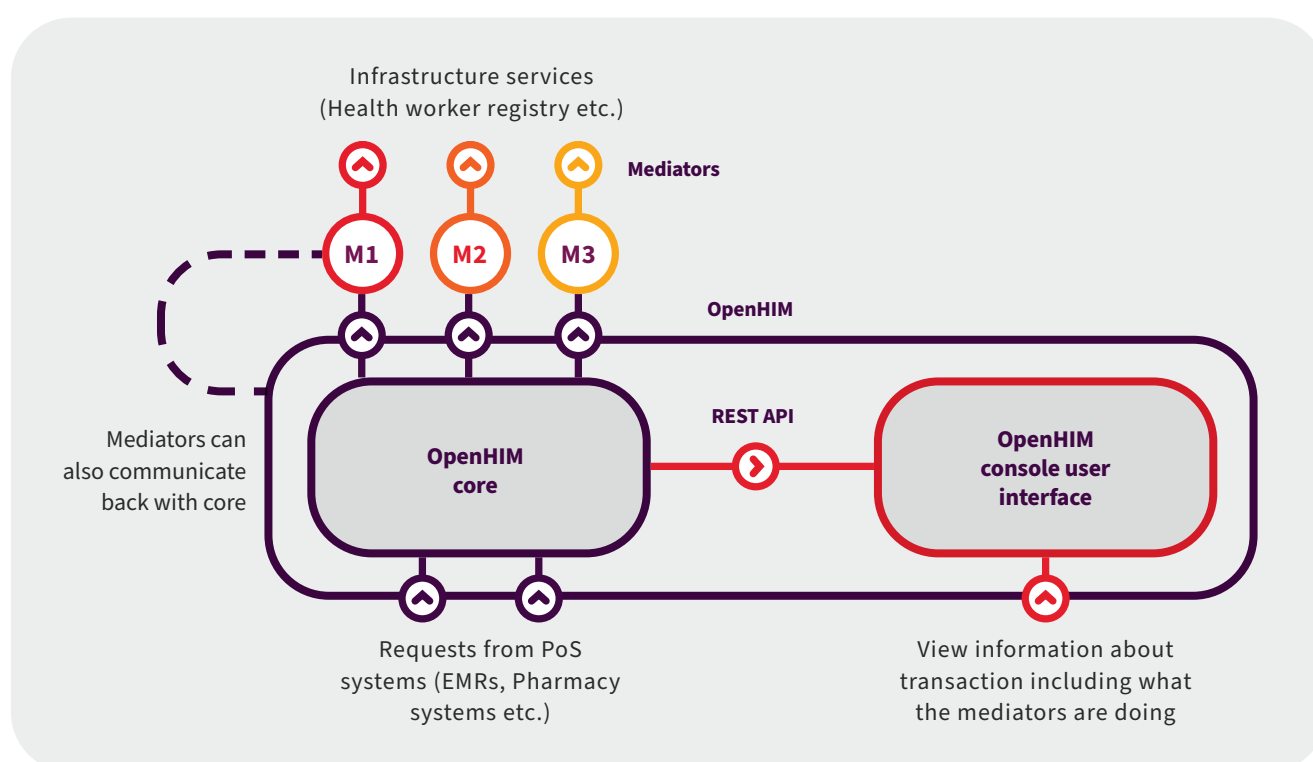 Infrastructure services
(Health worker registry etc.)
Mediators
M1
M2
M3
OpenHIM
Mediators can
also communicate
back with core
OpenHIM
core
REST API
OpenHIM
console user
interface
Requests from PoS
systems (EMRs, Pharmacy
systems etc.)
View information about
transaction including what
the mediators are doing